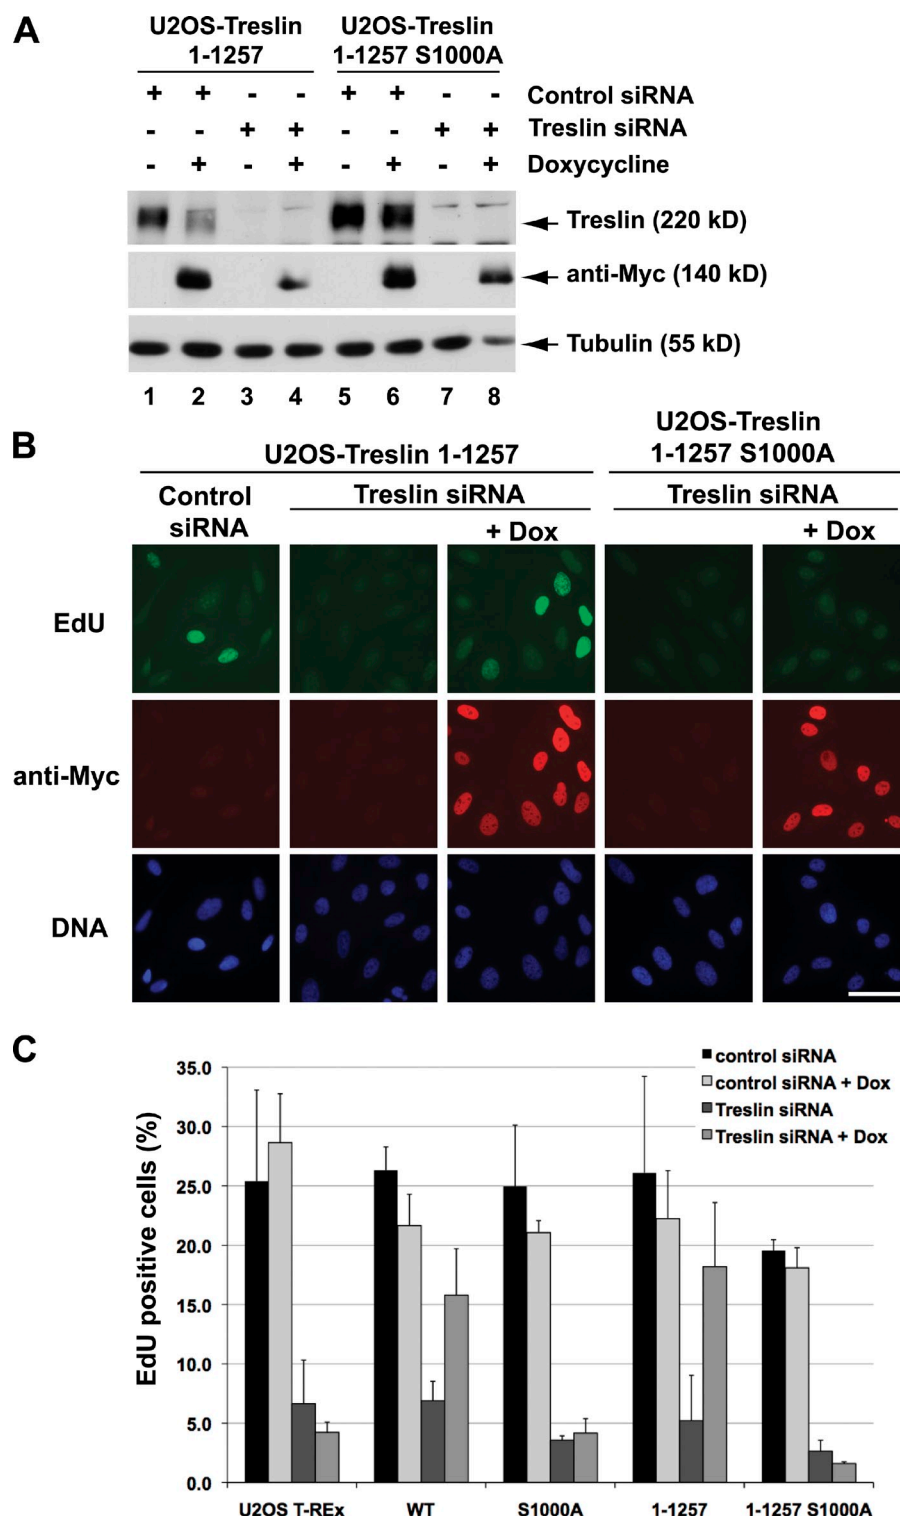 A
U2OS-Treslin
1-1257
U2OS-Treslin
1-1257 S1000A
+ + - - + + - - Control siRNA
- - + + - - + + Treslin siRNA
- + - + - + - + Doxycycline
Treslin (220 kD)
anti-Myc (140 kD)
Tubulin (55 kD)
1 2 3 4 5 6 7 8
B
U2OS-Treslin 1-1257
U2OS-Treslin
1-1257 S1000A
Control
siRNA
Treslin siRNA
Treslin siRNA
+ Dox
+ Dox
EdU
anti-Myc
DNA
C
control siRNA
control siRNA + Dox
Treslin siRNA
Treslin siRNA + Dox
EdU positive cells (%)
35.0
30.0
25.0
20.0
15.0
10.0
5.0
0.0
U2OS T-REx WT S1000A 1-1257 1-1257 S1000A